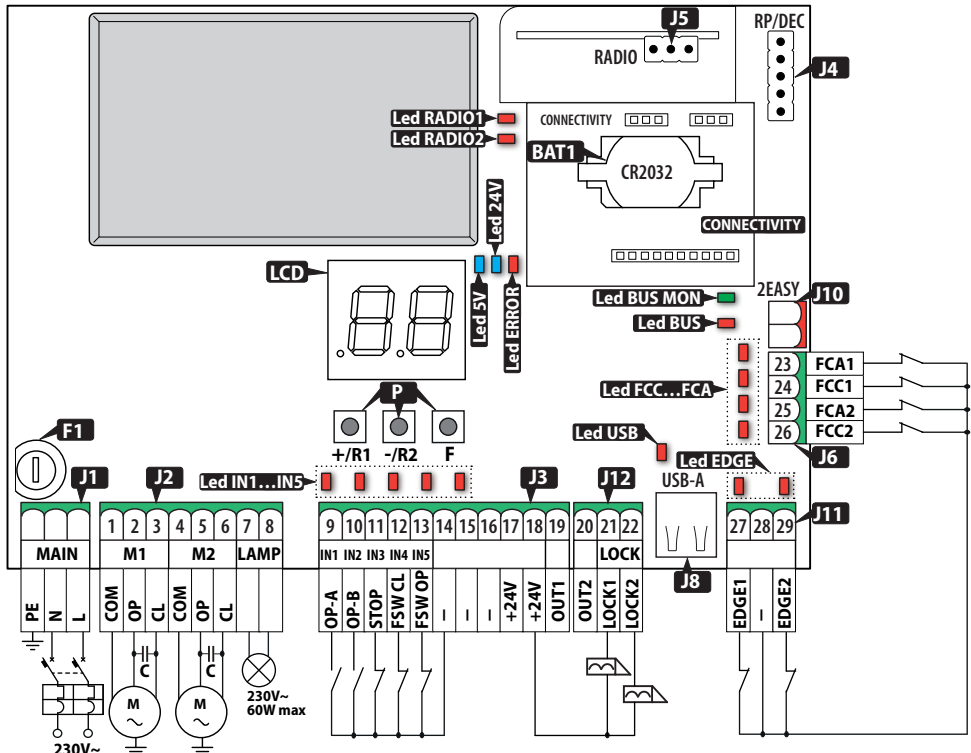 J5
RP/DEC
RADIO
J4
Led RADIO1
CONNECTIVITY
Led RADIO2
BAT1
CR2032
Led 24V
CONNECTIVITY
LCD
Led 5V
Led ERROR
2EASY
J10
Led BUS MON
Led BUS
23 FCA1
Led FCC...FCA
24 FCC1
P
25 FCA2
26 FCC2
F1
Led USB
J6
+/R1 -/R2 F
Led EDGE
J1
J2
Led IN1...IN5
J3
J12
USB-A
J11
1 2 3 4 5 6 7 8
9 10 11 12 13 14 15 16 17 18 19
20 21 22
27 28 29
MAIN
M1 M2 LAMP
IN1 IN2 IN3 IN4 IN5
LOCK
J8
PE N L
COM OP CL COM OP CL
OP-A OP-B STOP FSW CL FSW OP – – – +24V +24V OUT1
OUT2 LOCK1 LOCK2
EDGE1 – EDGE2
C C
M
~
M
~
230V~
60W max
230V~